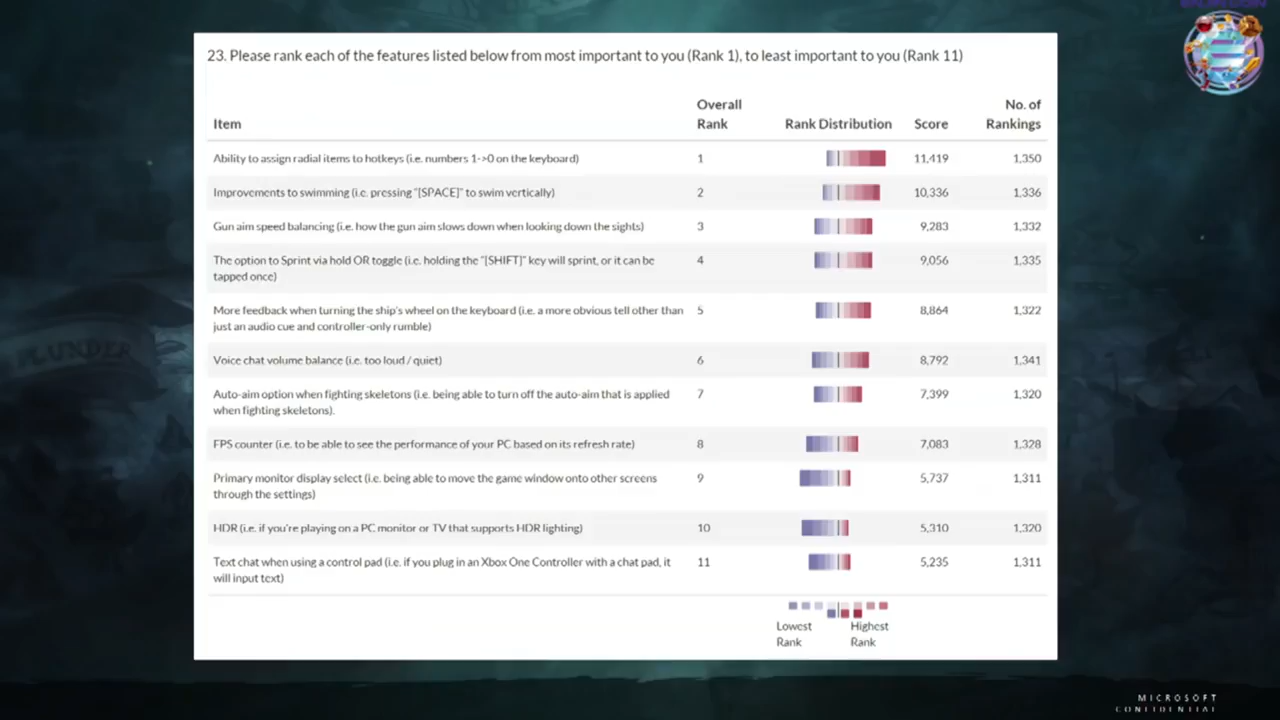 23. Please rank each of the features listed below from most important to you (Rank 1), to least important to you (Rank 11)
Item Overall Rank Rank Distribution Score No. of Rankings
Ability to assign radial items to hotkeys (i.e. numbers 1->0 on the keyboard) 1 11,419 1,350
Improvements to swimming (i.e. pressing "[SPACE]" to swim vertically) 2 10,336 1,336
Gun aim speed balancing (i.e. how the gun aim slows down when looking down the sights) 3 9,283 1,332
The option to Sprint via hold OR toggle (i.e. holding the "[SHIFT]" key will sprint, or it can be 4 9,056 1,335
tapped once)
More feedback when turning the ship's wheel on the keyboard (i.e. a more obvious tell other than 5 8,864 1,322
just an audio cue and controller-only rumble)
Voice chat volume balance (i.e. too loud / quiet) 6 8,792 1,341
Auto-aim option when fighting skeletons (i.e. being able to turn off the auto-aim that is applied 7 7,399 1,320
when fighting skeletons).
FPS counter (i.e. to be able to see the performance of your PC based on its refresh rate) 8 7,083 1,328
Primary monitor display select (i.e. being able to move the game window onto other screens 9 5,737 1,311
through the settings)
HDR (i.e. if you're playing on a PC monitor or TV that supports HDR lighting) 10 5,310 1,320
Text chat when using a control pad (i.e. if you plug in an Xbox One Controller with a chat pad, it 11 5,235 1,311
will input text)
Lowest Rank Highest Rank
PLUNDER
MICROSOFT
CONFIDENTIAL